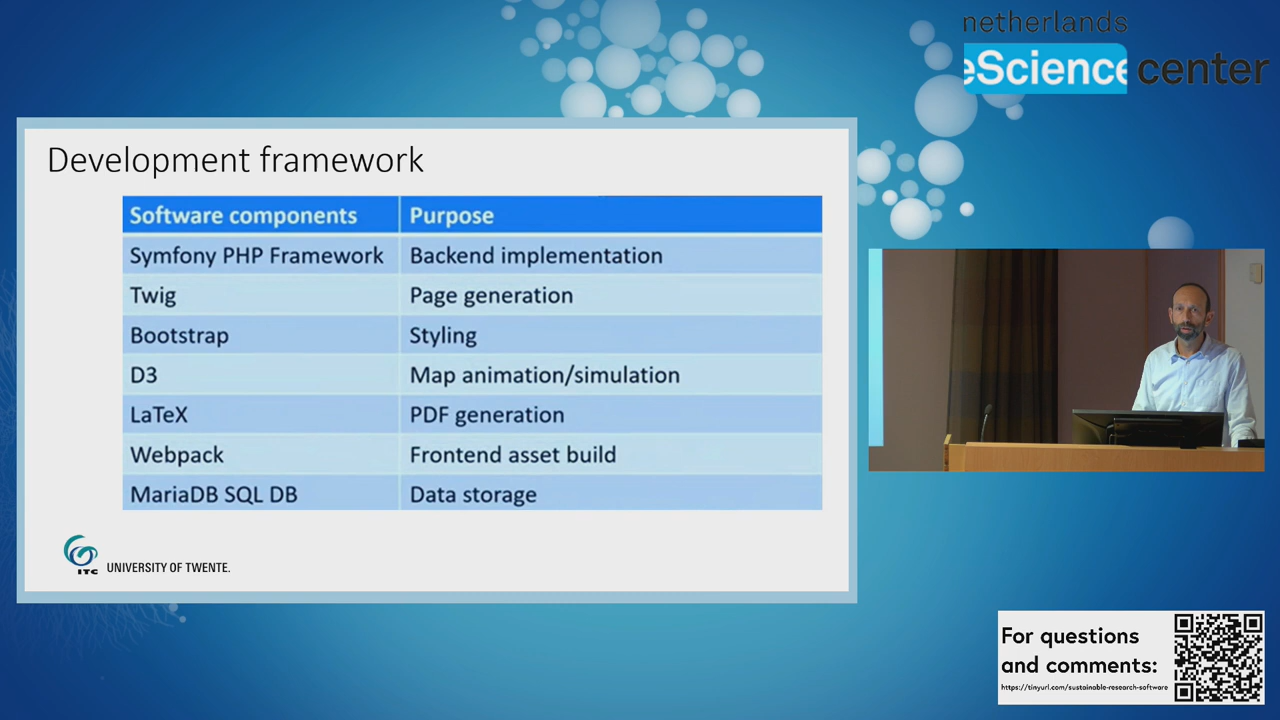 netherlands
eScience center
Development framework
Software components Purpose
Symfony PHP Framework Backend implementation
Twig Page generation
Bootstrap Styling
D3 Map animation/simulation
LaTeX PDF generation
Webpack Frontend asset build
MariaDB SQL DB Data storage
ITC UNIVERSITY OF TWENTE.
For questions
and comments:
https://tinyurl.com/sustainable-research-software